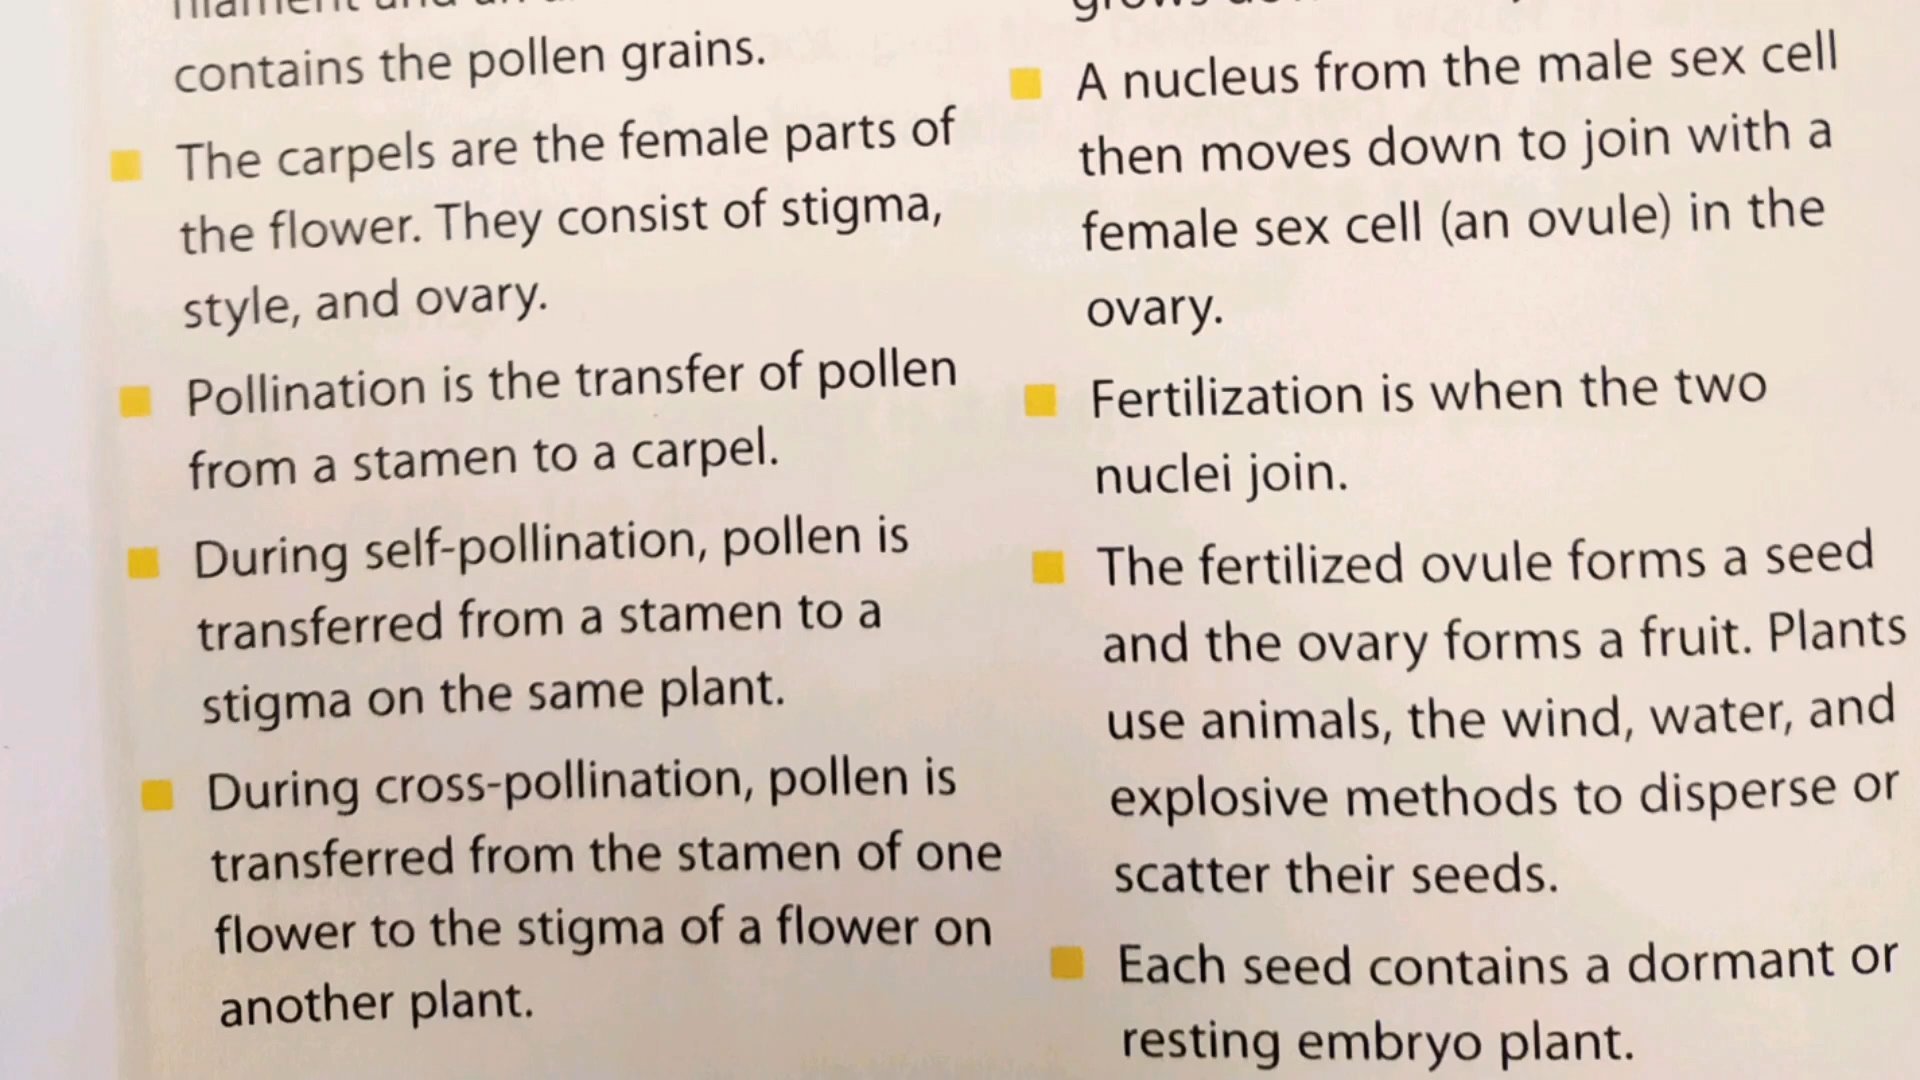 contains the pollen grains.
The carpels are the female parts of
the flower. They consist of stigma,
style, and ovary.
Pollination is the transfer of pollen
from a stamen to a carpel.
During self-pollination, pollen is
transferred from a stamen to a
stigma on the same plant.
During cross-pollination, pollen is
transferred from the stamen of one
flower to the stigma of a flower on
another plant.
A nucleus from the male sex cell
then moves down to join with a
female sex cell (an ovule) in the
ovary.
Fertilization is when the two
nuclei join.
The fertilized ovule forms a seed
and the ovary forms a fruit. Plants
use animals, the wind, water, and
explosive methods to disperse or
scatter their seeds.
Each seed contains a dormant or
resting embryo plant.